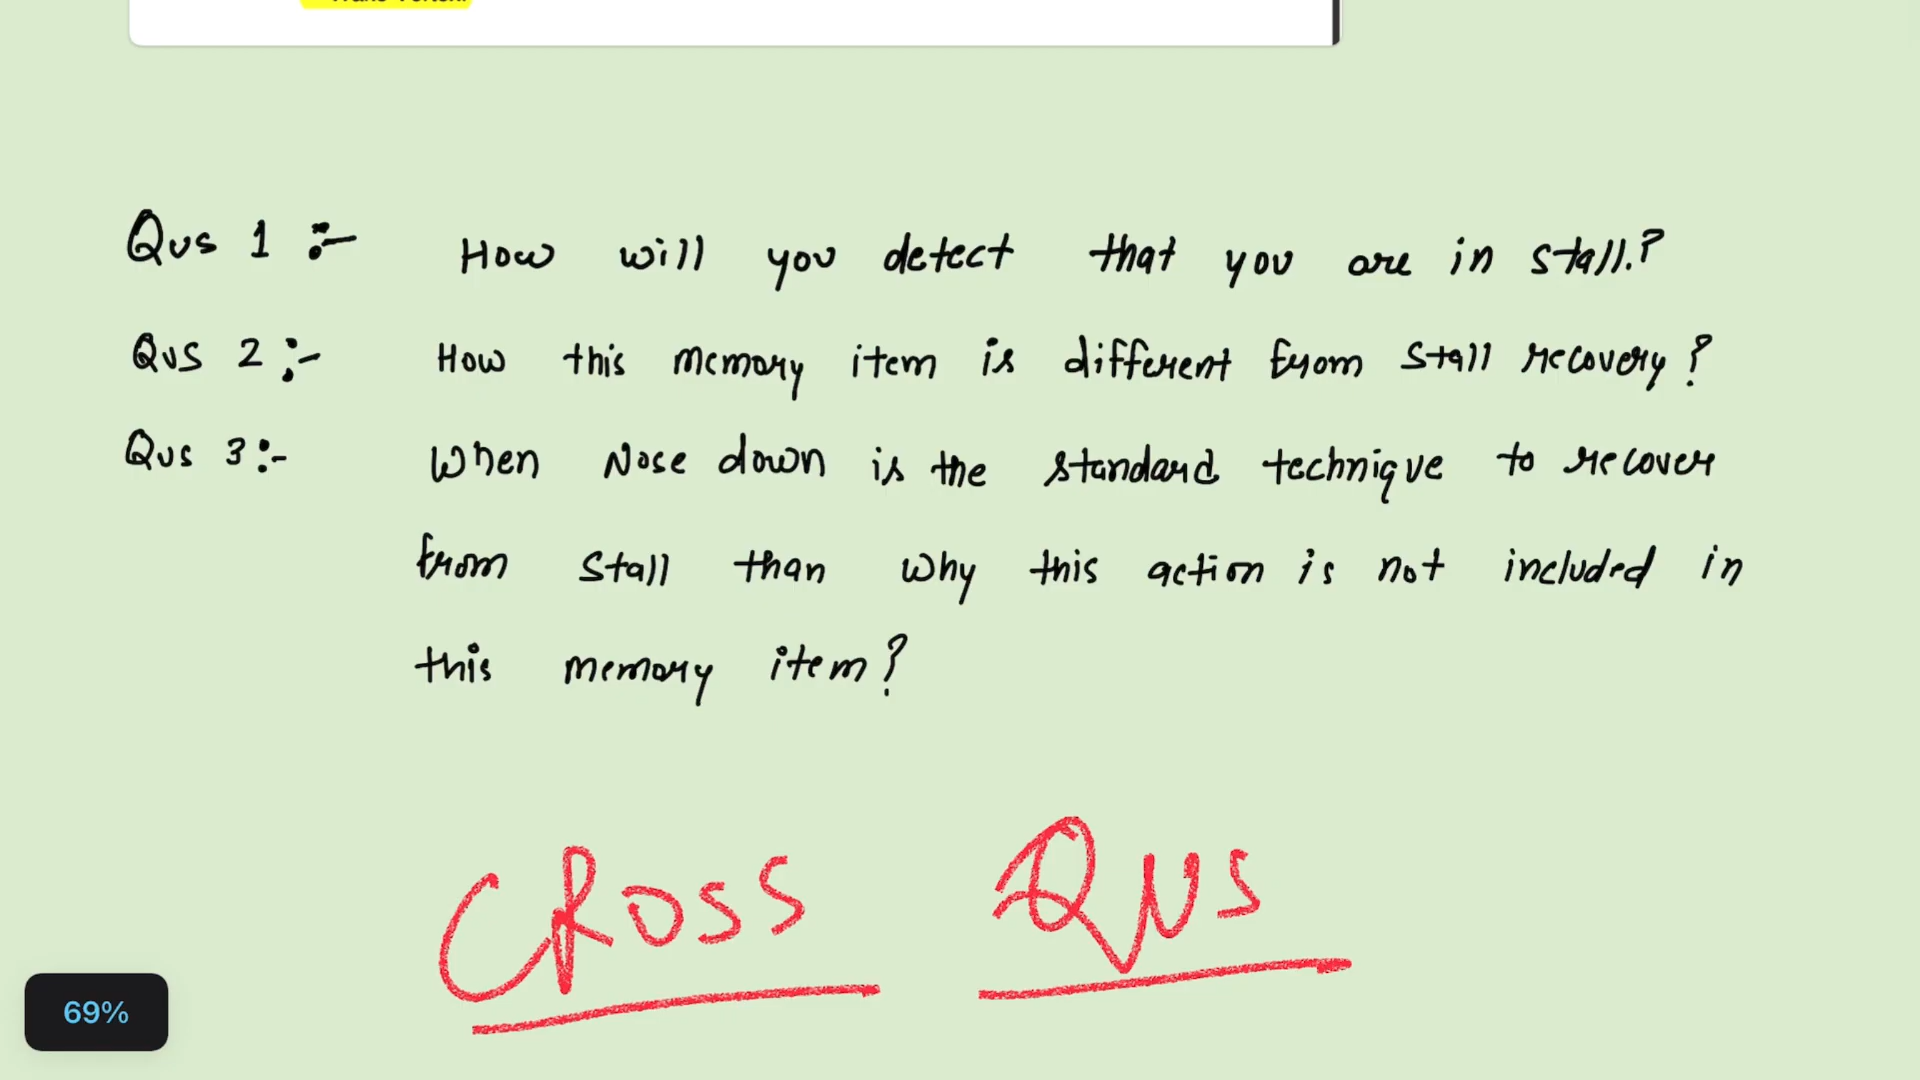 Qus 1 :- How will you detect that you are in stall.?
Qus 2 :- How this memory item is different from stall recovery?
Qus 3 :- When Nose down is the standard technique to recover
from stall than why this action is not included in
this memory item?
CROSS QUS
69%